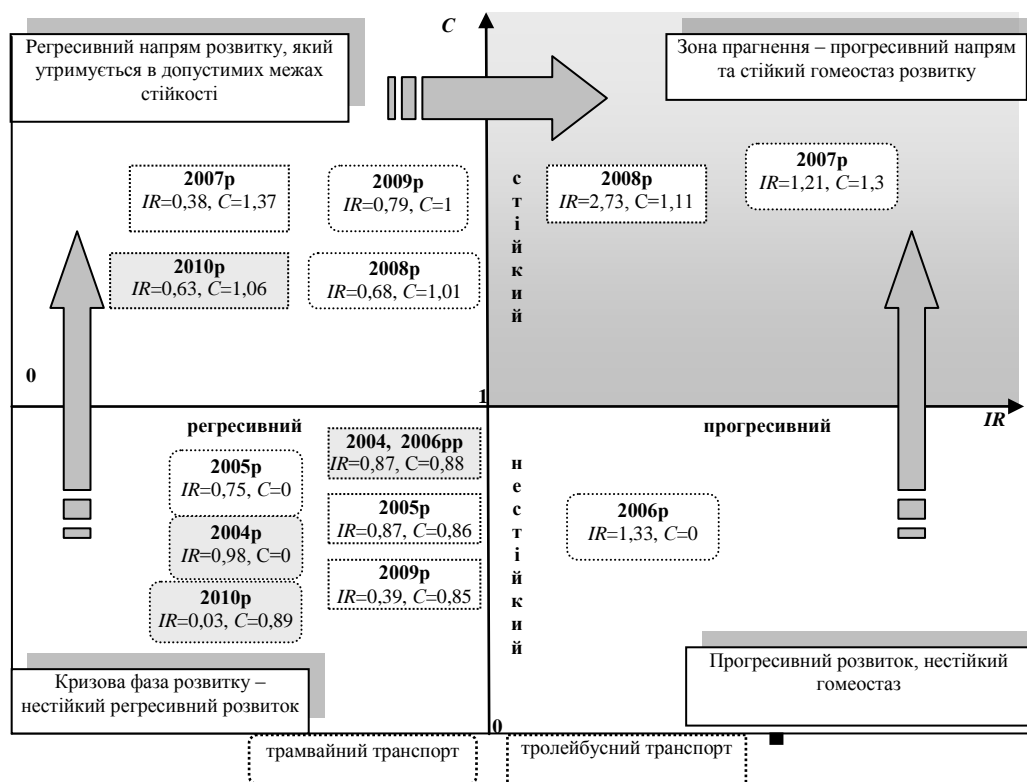 Регресивний напрям розвитку, який
утримується в допустимих межах
стійкості
C
Зона прагнення – прогресивний напрям
та стійкий гомеостаз розвитку
2007р
IR=0,38, C=1,37
2009р
IR=0,79, C=1
стійкий
2008р
IR=2,73, C=1,11
2007р
IR=1,21, C=1,3
2010р
IR=0,63, C=1,06
2008р
IR=0,68, C=1,01
0
1
IR
регресивний
прогресивний
2004, 2006рр
IR=0,87, C=0,88
2005р
IR=0,75, C=0
нестійкий
2005р
IR=0,87, C=0,86
2006р
IR=1,33, C=0
2004р
IR=0,98, C=0
2009р
IR=0,39, C=0,85
2010р
IR=0,03, C=0,89
Кризова фаза розвитку –
нестійкий регресивний розвиток
Прогресивний розвиток, нестійкий
гомеостаз
0
трамвайний транспорт
тролейбусний транспорт